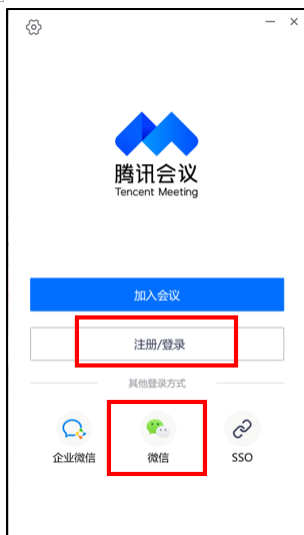 腾讯会议
Tencent Meeting
加入会议
注册/登录
其他登录方式
企业微信
微信
SSO